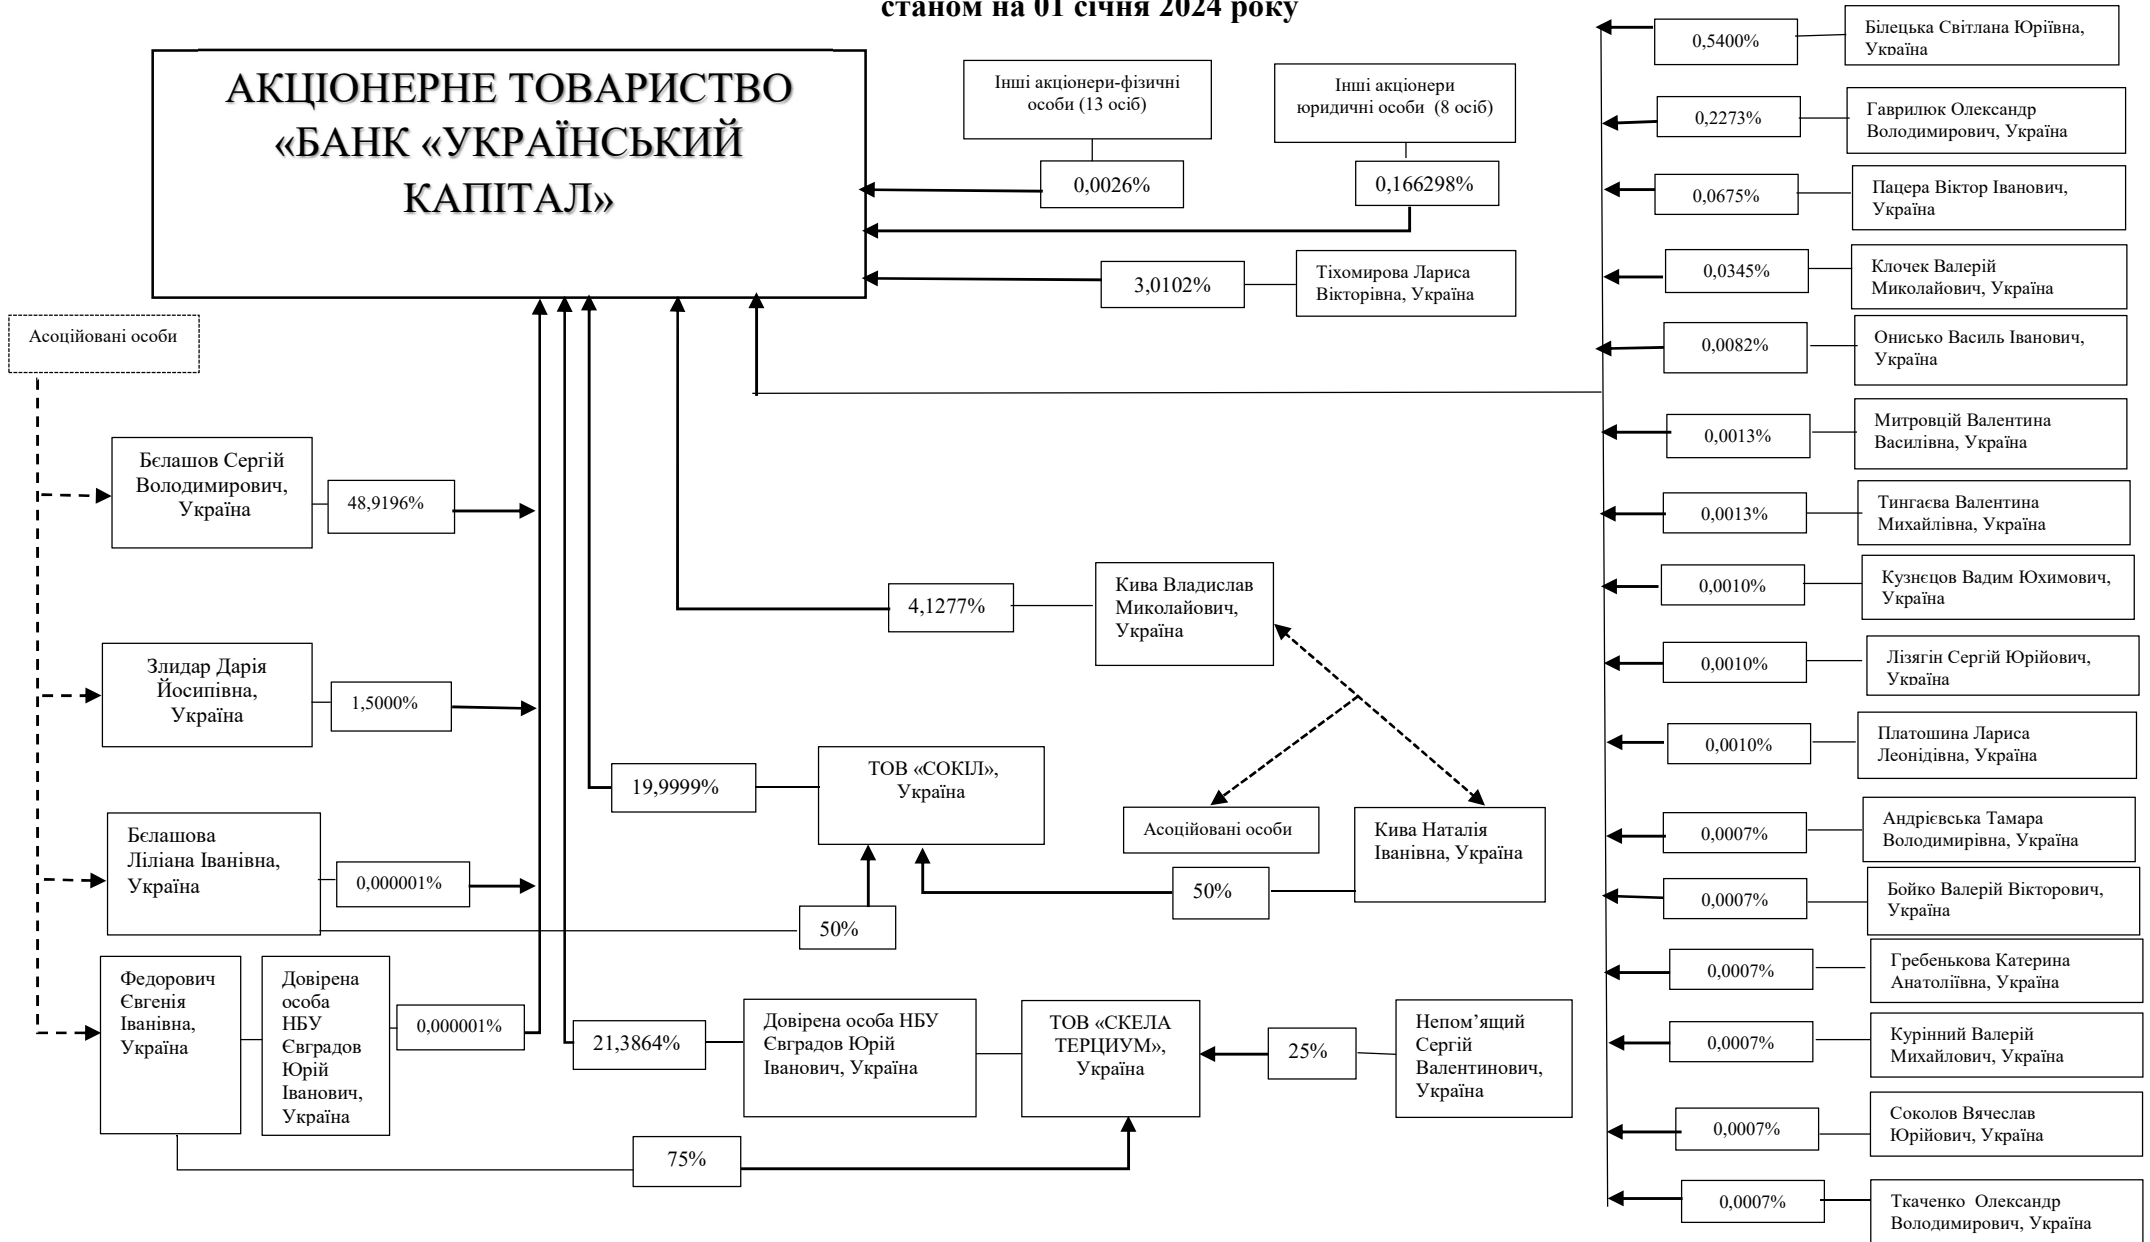 станом на 01 січня 2024 року
АКЦІОНЕРНЕ ТОВАРИСТВО
«БАНК «УКРАЇНСЬКИЙ
КАПІТАЛ»
Інші акціонери-фізичні
особи (13 осіб)
0,0026%
Інші акціонери
юридичні особи (8 осіб)
0,166298%
3,0102%
Тіхомирова Лариса
Вікторівна, Україна
Асоційовані особи
Бєлашов Сергій
Володимирович,
Україна
48,9196%
Злидар Дарія
Йосипівна,
Україна
1,5000%
Бєлашова
Ліліана Іванівна,
Україна
0,000001%
50%
Федорович
Євгенія
Іванівна,
Україна
Довірена
особа
НБУ
Євградов
Юрій
Іванович,
Україна
0,000001%
75%
4,1277%
Кива Владислав
Миколайович,
Україна
19,9999%
ТОВ «СОКІЛ»,
Україна
Асоційовані особи
Кива Наталія
Іванівна, Україна
50%
21,3864%
Довірена особа НБУ
Євградов Юрій
Іванович, Україна
ТОВ «СКЕЛА
ТЕРЦИУМ»,
Україна
25%
Непом’ящий
Сергій
Валентинович,
Україна
0,5400%
Білецька Світлана Юріївна,
Україна
0,2273%
Гаврилюк Олександр
Володимирович, Україна
0,0675%
Пацера Віктор Іванович,
Україна
0,0345%
Клочек Валерій
Миколайович, Україна
0,0082%
Онисько Василь Іванович,
Україна
0,0013%
Митровцій Валентина
Василівна, Україна
0,0013%
Тингаєва Валентина
Михайлівна, Україна
0,0010%
Кузнєцов Вадим Юхимович,
Україна
0,0010%
Лізягін Сергій Юрійович,
Україна
0,0010%
Платошина Лариса
Леонідівна, Україна
0,0007%
Андрієвська Тамара
Володимирівна, Україна
0,0007%
Бойко Валерій Вікторович,
Україна
0,0007%
Гребенькова Катерина
Анатоліївна, Україна
0,0007%
Курінний Валерій
Михайлович, Україна
0,0007%
Соколов Вячеслав
Юрійович, Україна
0,0007%
Ткаченко Олександр
Володимирович, Україна